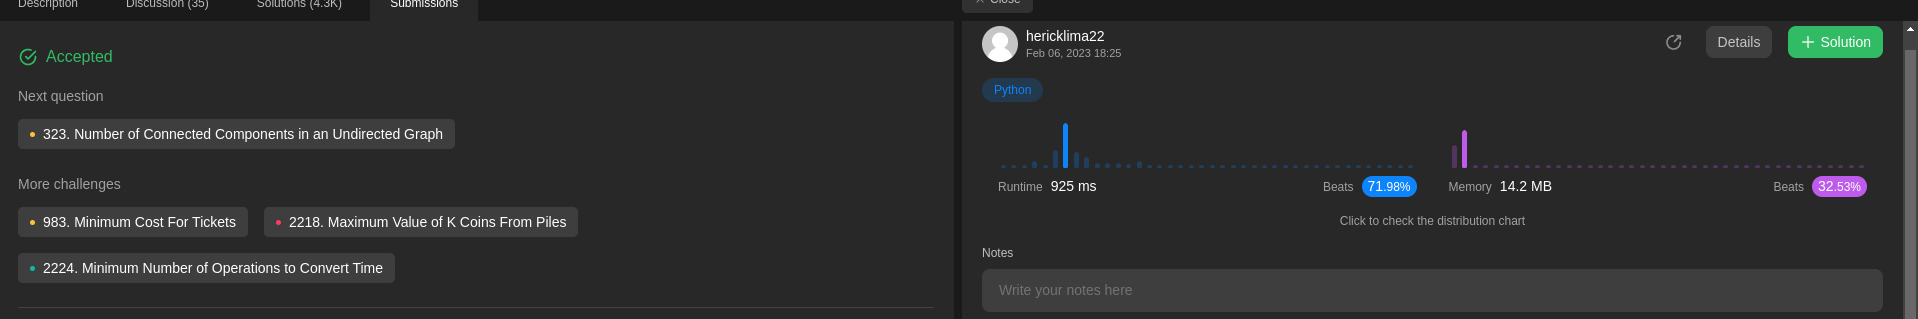 Description Discussion (35) Solutions (4.3K) Submissions
Close
Accepted
Next question
323. Number of Connected Components in an Undirected Graph
More challenges
983. Minimum Cost For Tickets
2218. Maximum Value of K Coins From Piles
2224. Minimum Number of Operations to Convert Time
hericklima22
Feb 06, 2023 18:25
Details
Solution
Python
Runtime 925 ms Beats 71.98%
Memory 14.2 MB Beats 32.53%
Click to check the distribution chart
Notes
Write your notes here